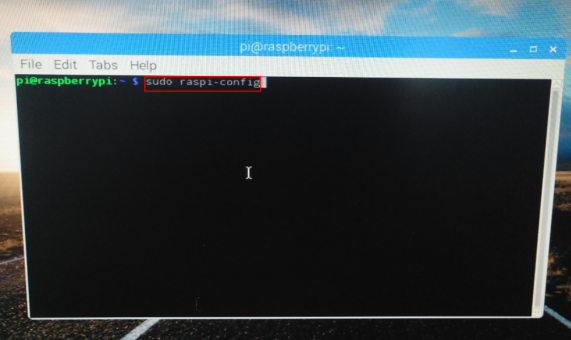 pi@raspberrypi: ~
File Edit Tabs Help
pi@raspberrypi:~ $ sudo raspi-config